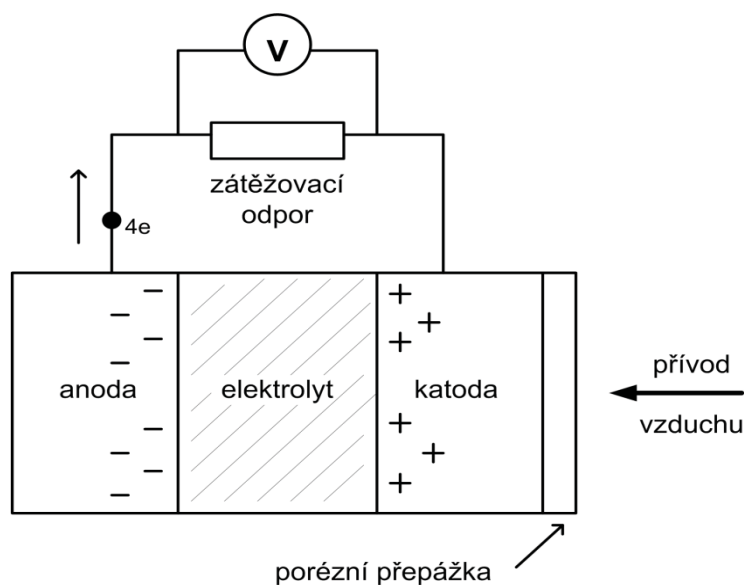 V
zátěžovací
odpor
4e
anoda
elektrolyt
katoda
přívod
vzduchu
porézní přepážka